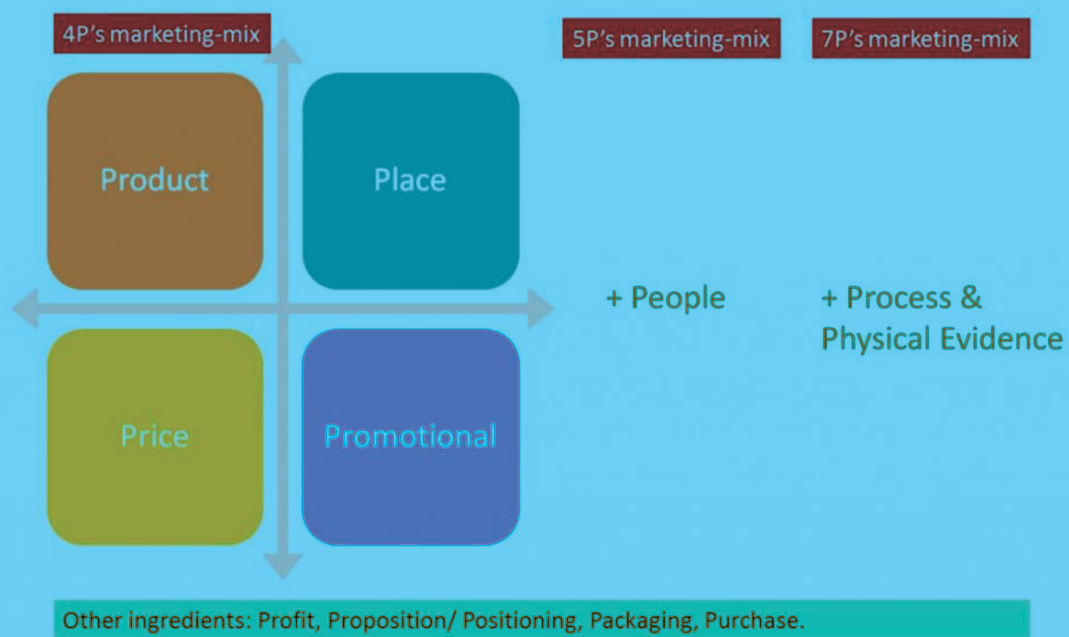 4P's marketing-mix
5P's marketing-mix
7P's marketing-mix
Product
Place
+ People
+ Process &
Physical Evidence
Price
Promotional
Other ingredients: Profit, Proposition/ Positioning, Packaging, Purchase.